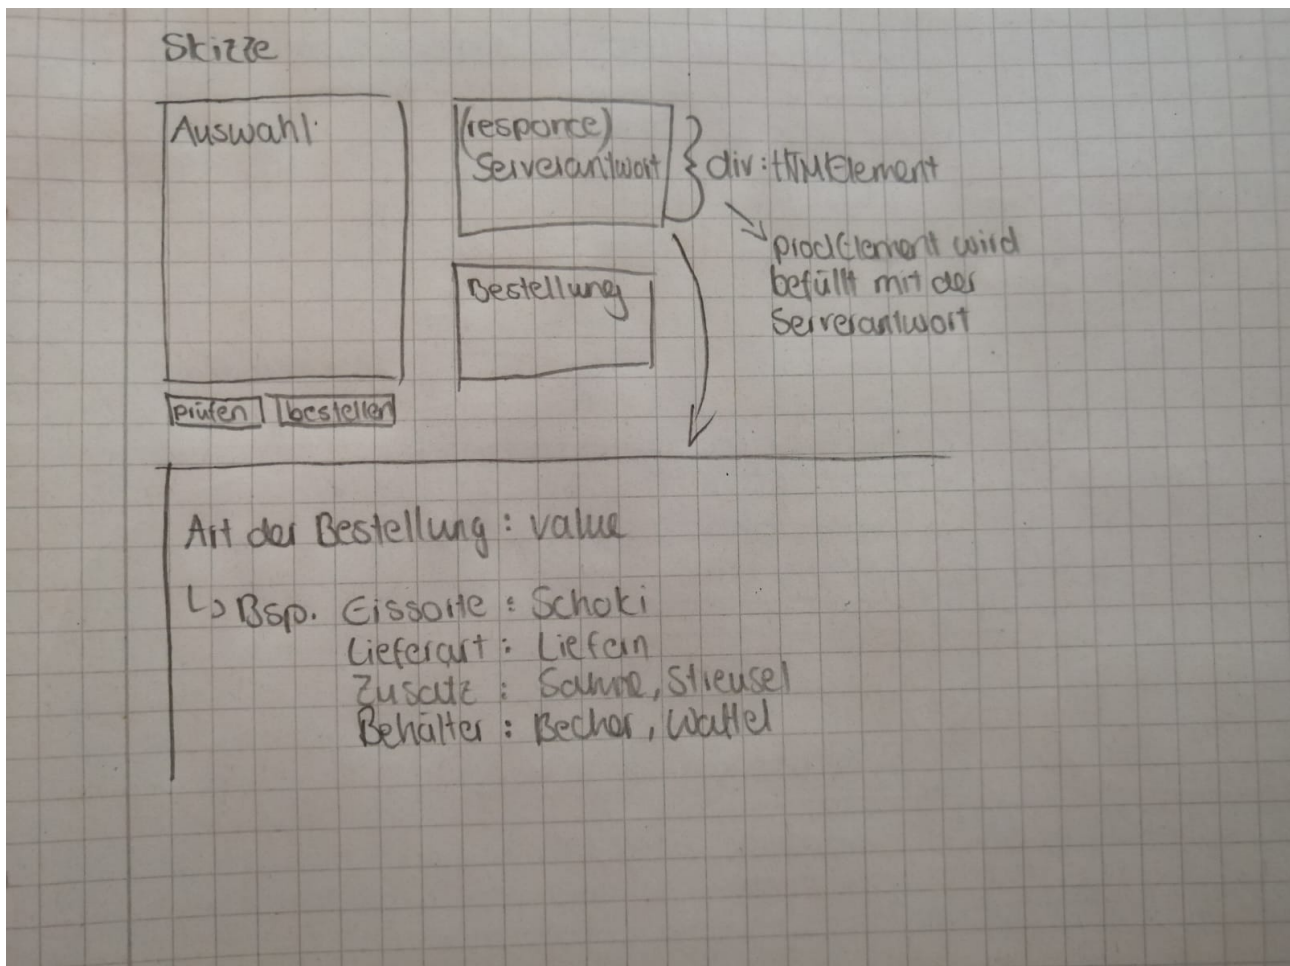 Skizze
Auswahl:
(responce)
Serverantwort
div:HTMElement
prodElement wird
befüllt mit der
Serverantwort
Bestellung
prüfen
bestellen
Art der Bestellung: value
↳ Bsp. Eissorte: Schoki
Lieferart: Liefern
Zusatz: Sahne, Streusel
Behälter: Becher, Waffel